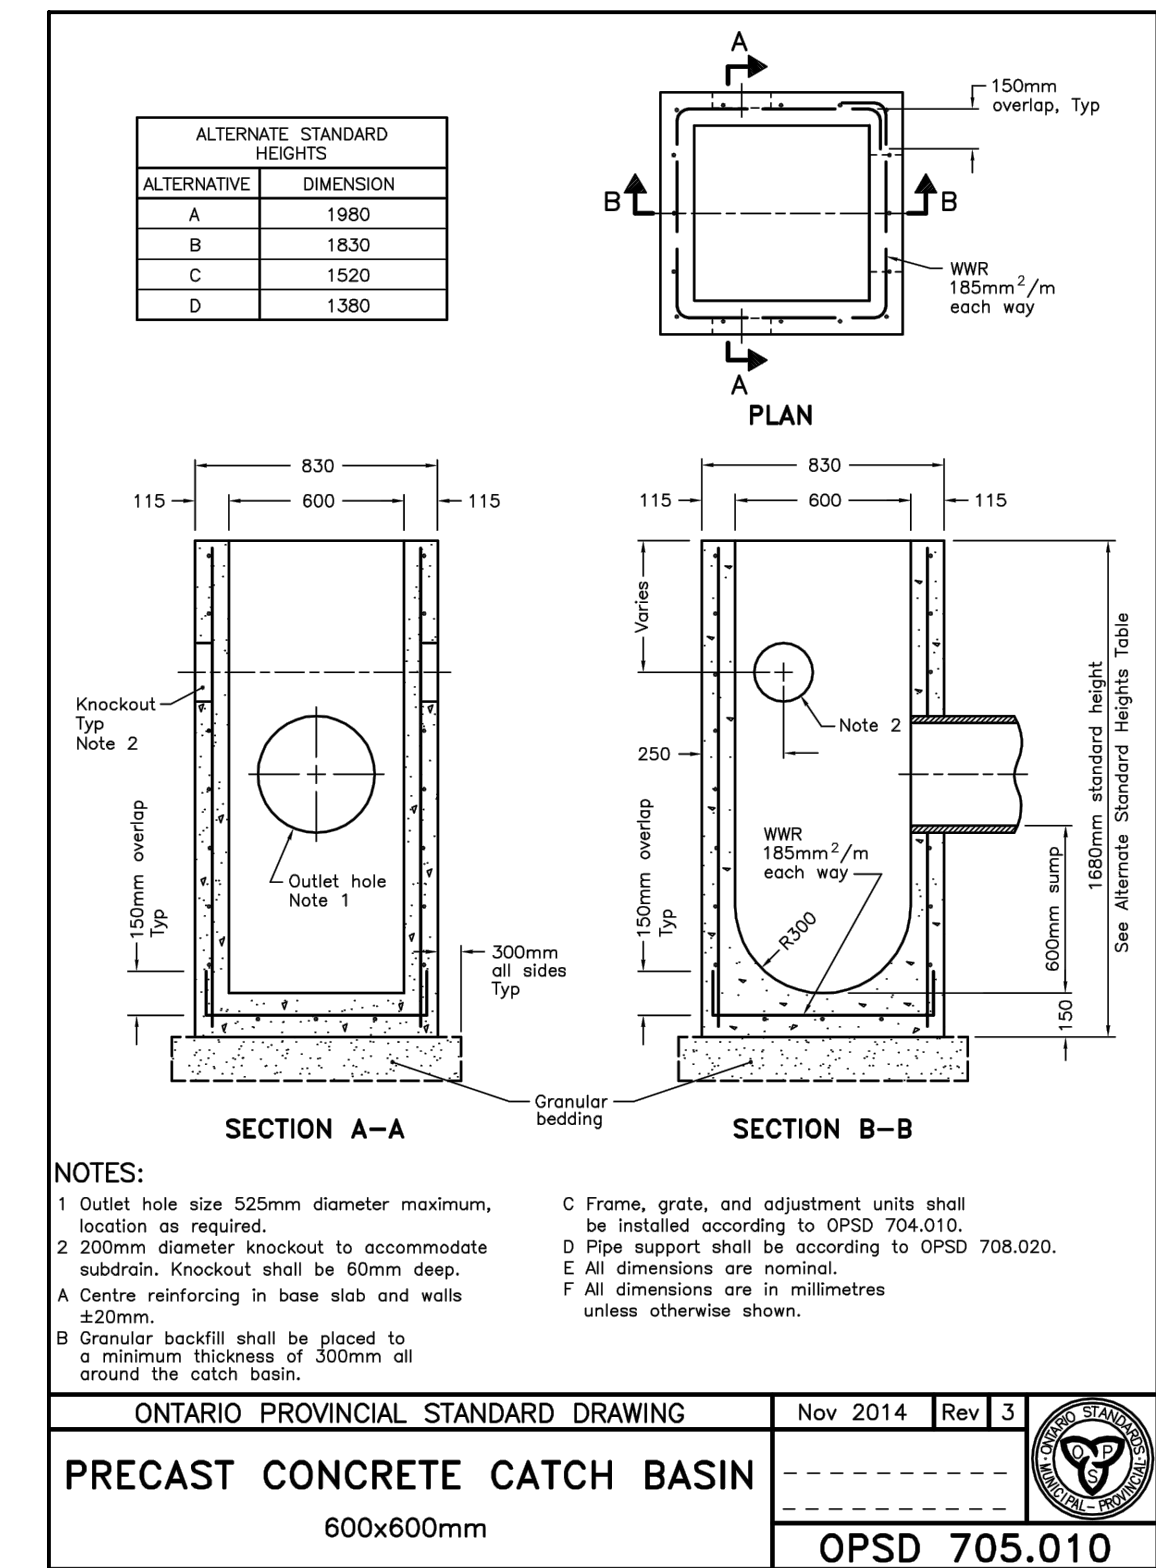 ALTERNATE STANDARD
HEIGHTS
ALTERNATIVE DIMENSION
A 1980
B 1830
C 1520
D 1380
A
150mm
overlap, Typ
B
B
WWR
185mm²/m
each way
A
PLAN
830
115 600 115
Knockout
Typ
Note 2
150mm overlap
Typ
Outlet hole
Note 1
300mm
all sides
Typ
SECTION A-A
830
115 600 115
Varies
Note 2
250
WWR
185mm²/m
each way
150mm overlap
Typ
R300
600mm sump
150
1680mm standard height
See Alternate Standard Heights Table
Granular
bedding
SECTION B-B
NOTES:
1 Outlet hole size 525mm diameter maximum,
location as required.
2 200mm diameter knockout to accommodate
subdrain. Knockout shall be 60mm deep.
A Centre reinforcing in base slab and walls
±20mm.
B Granular backfill shall be placed to
a minimum thickness of 300mm all
around the catch basin.
C Frame, grate, and adjustment units shall
be installed according to OPSD 704.010.
D Pipe support shall be according to OPSD 708.020.
E All dimensions are nominal.
F All dimensions are in millimetres
unless otherwise shown.
ONTARIO PROVINCIAL STANDARD DRAWING
Nov 2014 Rev 3
PRECAST CONCRETE CATCH BASIN
600x600mm
ONTARIO STANDARDS
MUNICIPAL-PROVINCIAL
OPS
OPSD 705.010